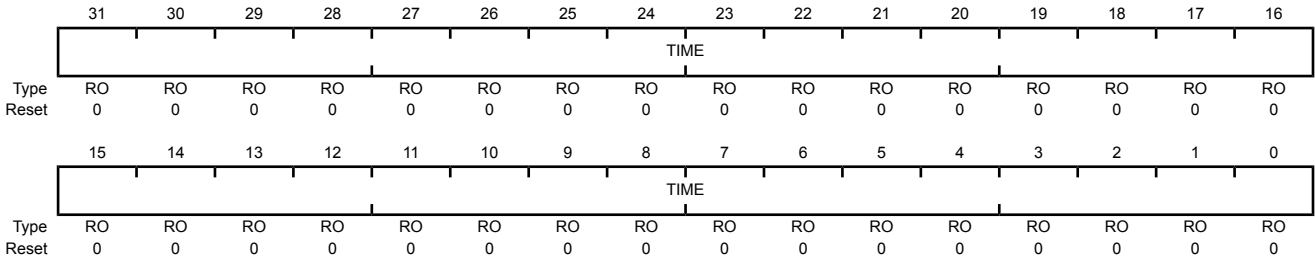 31 30 29 28 27 26 25 24 23 22 21 20 19 18 17 16
TIME
Type RO RO RO RO RO RO RO RO RO RO RO RO RO RO RO RO
Reset 0 0 0 0 0 0 0 0 0 0 0 0 0 0 0 0
15 14 13 12 11 10 9 8 7 6 5 4 3 2 1 0
TIME
Type RO RO RO RO RO RO RO RO RO RO RO RO RO RO RO RO
Reset 0 0 0 0 0 0 0 0 0 0 0 0 0 0 0 0